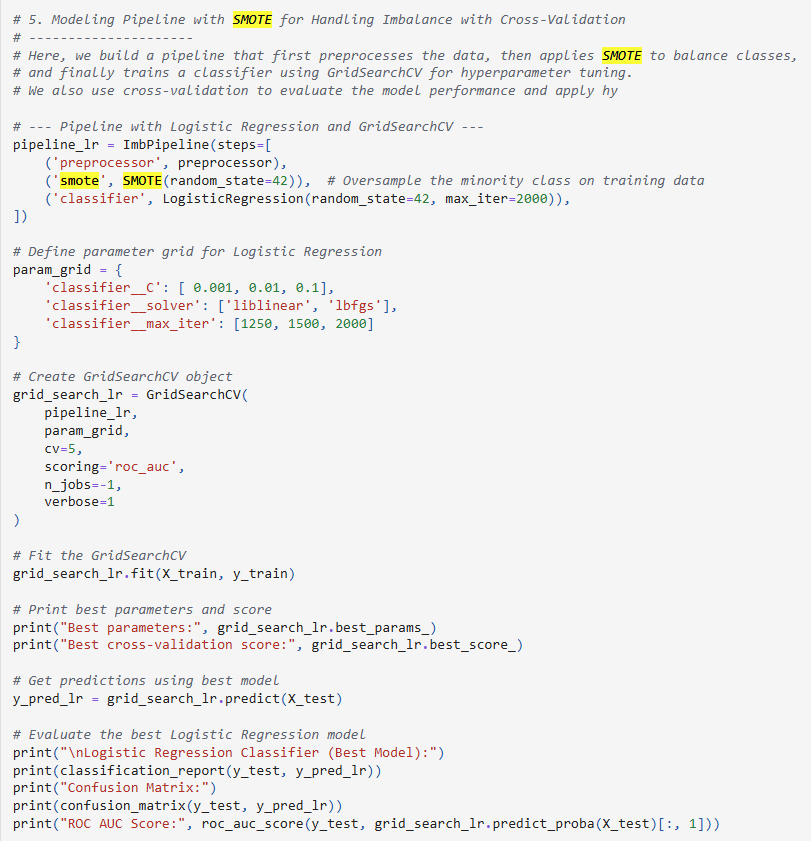 # 5. Modeling Pipeline with SMOTE for Handling Imbalance with Cross-Validation
# ---------------------
# Here, we build a pipeline that first preprocesses the data, then applies SMOTE to balance classes,
# and finally trains a classifier using GridSearchCV for hyperparameter tuning.
# We also use cross-validation to evaluate the model performance and apply hy

# --- Pipeline with Logistic Regression and GridSearchCV ---
pipeline_lr = ImbPipeline(steps=[
    ('preprocessor', preprocessor),
    ('smote', SMOTE(random_state=42)),  # Oversample the minority class on training data
    ('classifier', LogisticRegression(random_state=42, max_iter=2000)),
])

# Define parameter grid for Logistic Regression
param_grid = {
    'classifier__C': [ 0.001, 0.01, 0.1],
    'classifier__solver': ['liblinear', 'lbfgs'],
    'classifier__max_iter': [1250, 1500, 2000]
}

# Create GridSearchCV object
grid_search_lr = GridSearchCV(
    pipeline_lr,
    param_grid,
    cv=5,
    scoring='roc_auc',
    n_jobs=-1,
    verbose=1
)

# Fit the GridSearchCV
grid_search_lr.fit(X_train, y_train)

# Print best parameters and score
print("Best parameters:", grid_search_lr.best_params_)
print("Best cross-validation score:", grid_search_lr.best_score_)

# Get predictions using best model
y_pred_lr = grid_search_lr.predict(X_test)

# Evaluate the best Logistic Regression model
print("\nLogistic Regression Classifier (Best Model):")
print(classification_report(y_test, y_pred_lr))
print("Confusion Matrix:")
print(confusion_matrix(y_test, y_pred_lr))
print("ROC AUC Score:", roc_auc_score(y_test, grid_search_lr.predict_proba(X_test)[:, 1]))